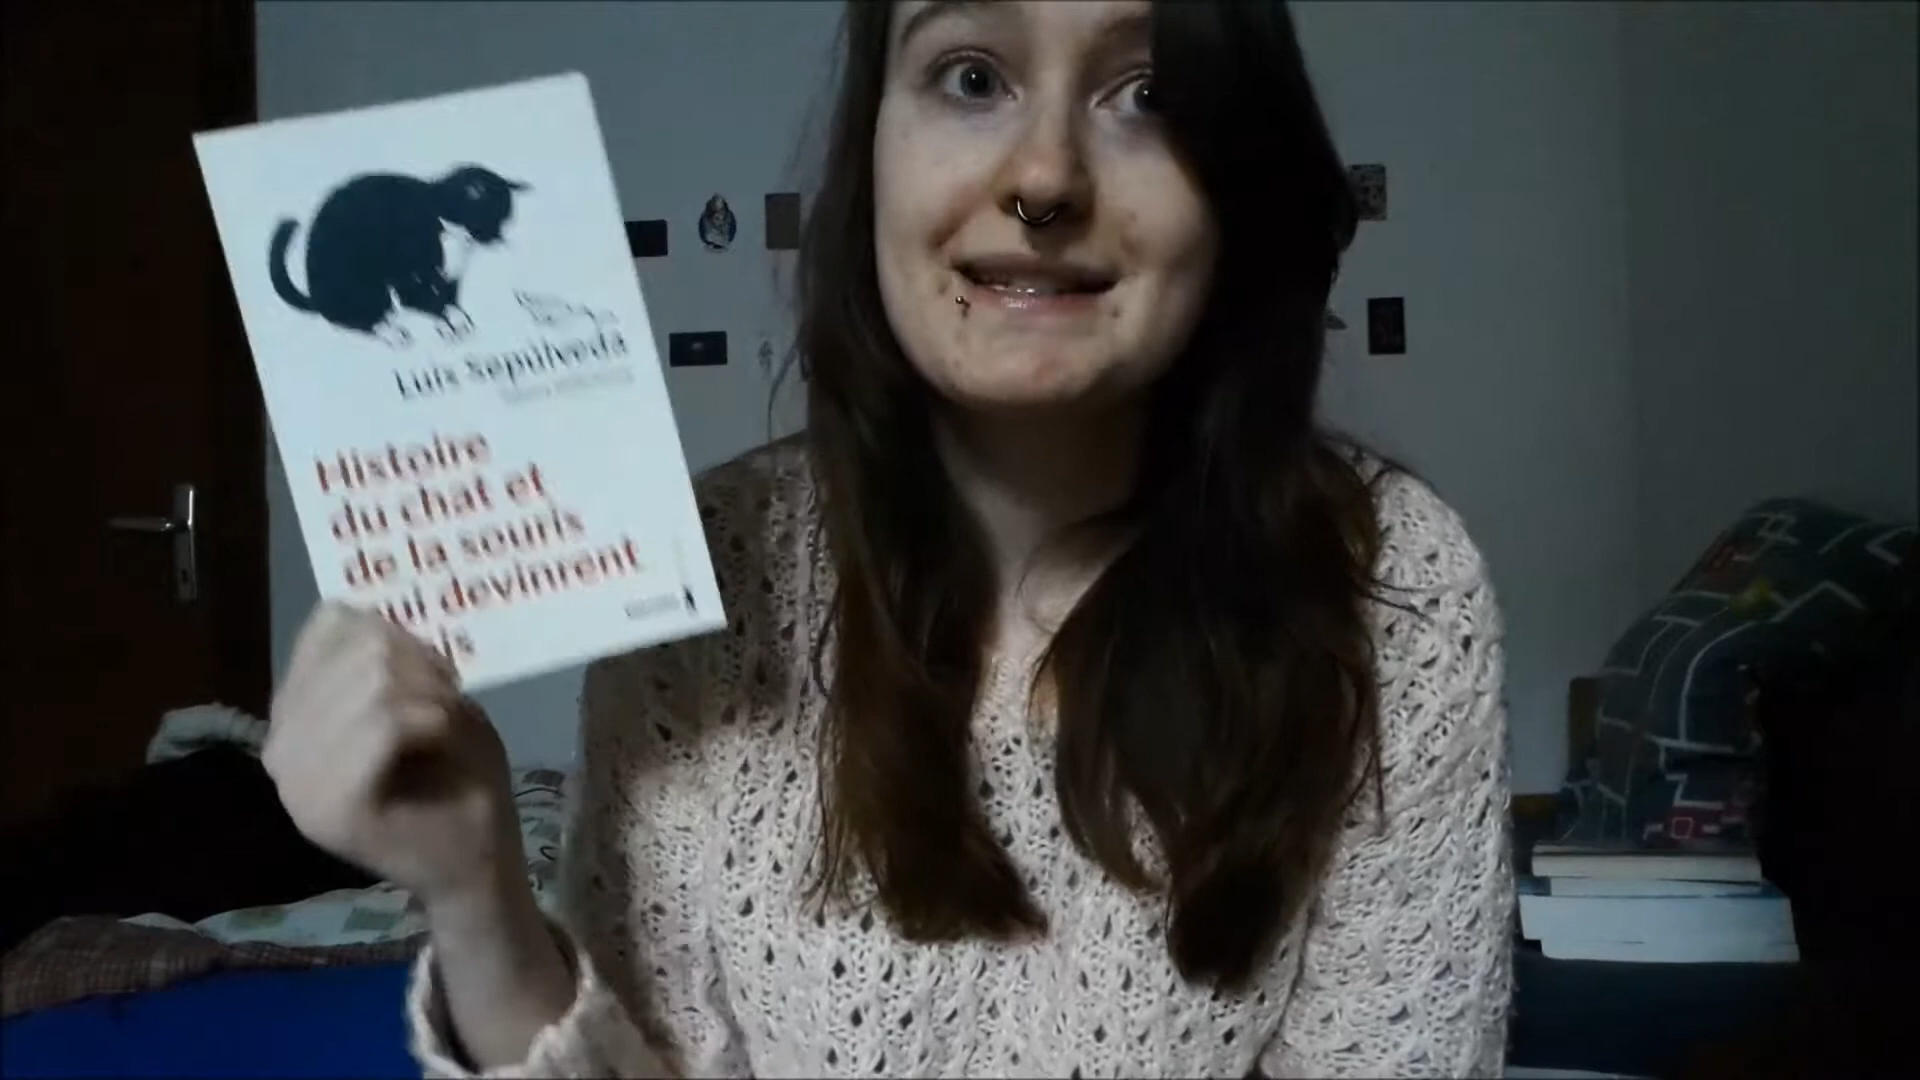 Luis Sepúlveda
Histoire
du chat et
de la souris
qui devinrent